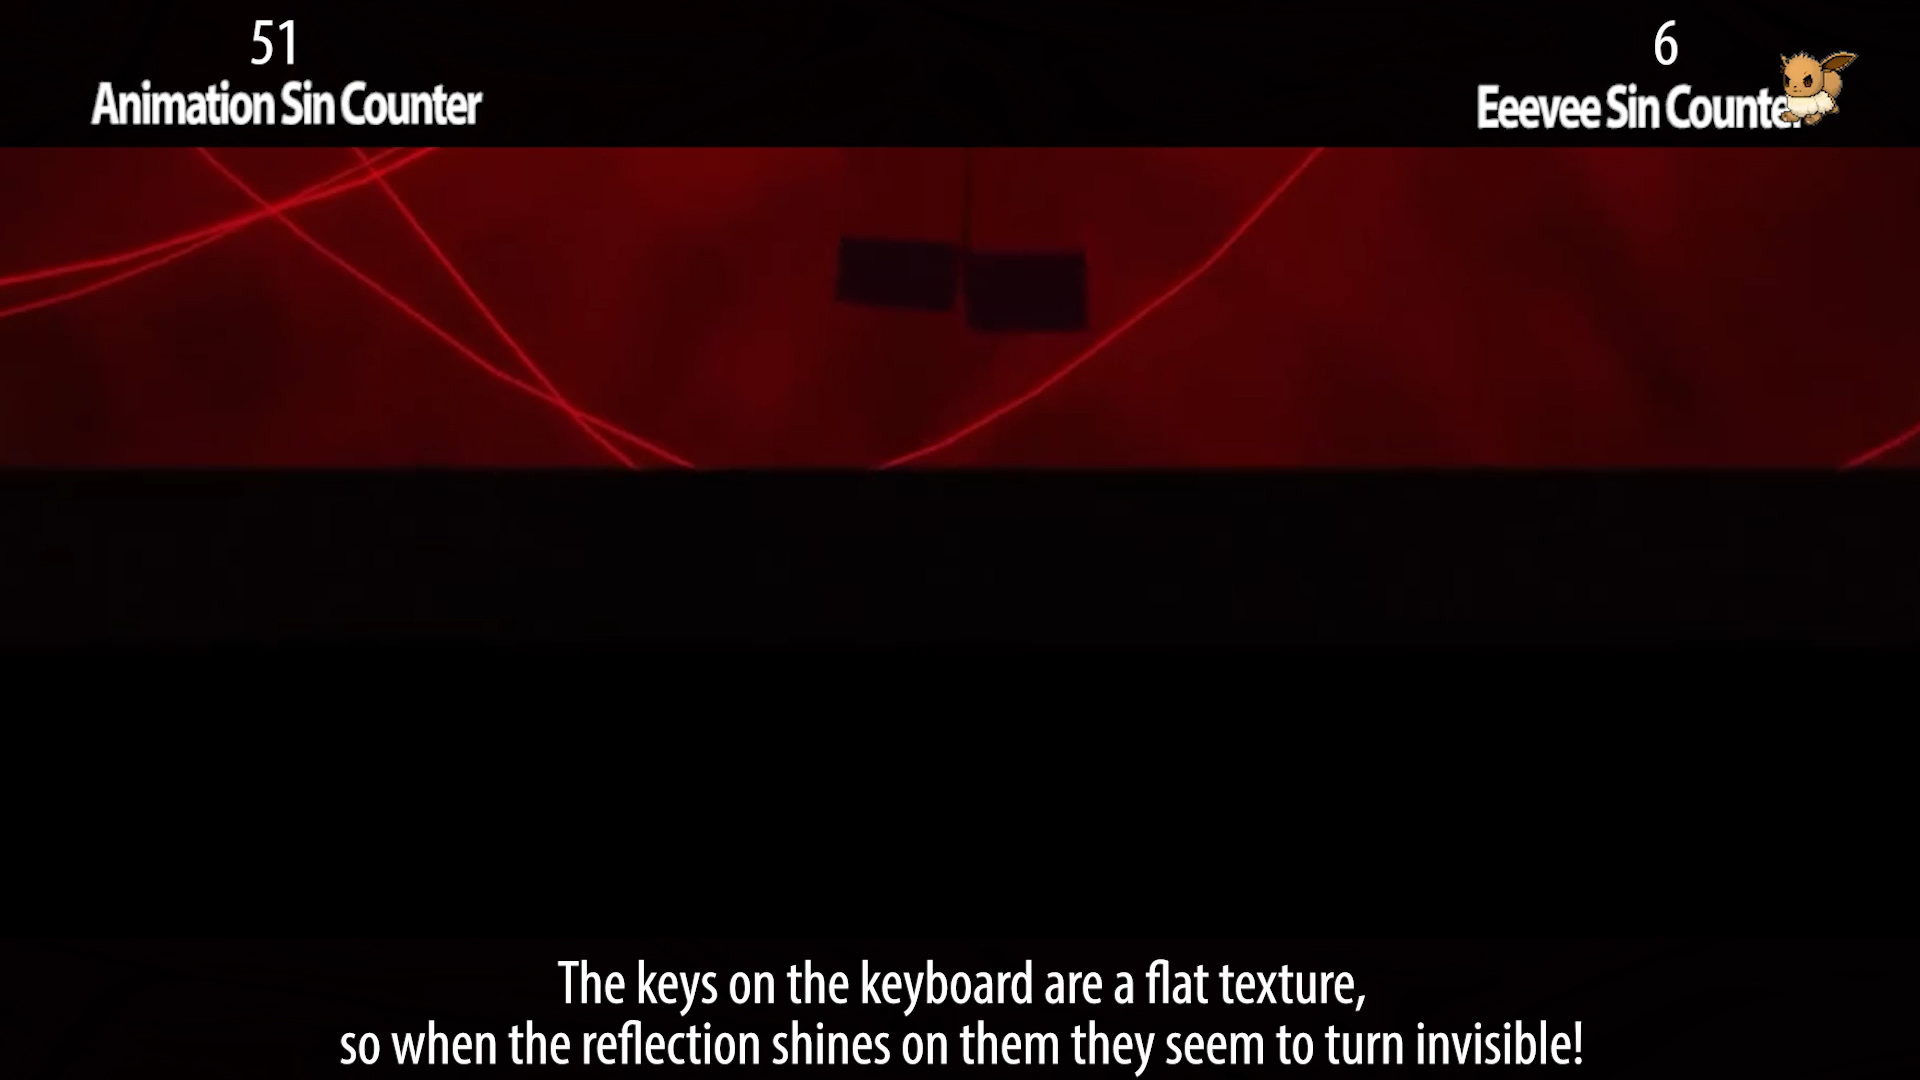 51
Animation Sin Counter
6
Eeevee Sin Counter
The keys on the keyboard are a flat texture,
so when the reflection shines on them they seem to turn invisible!